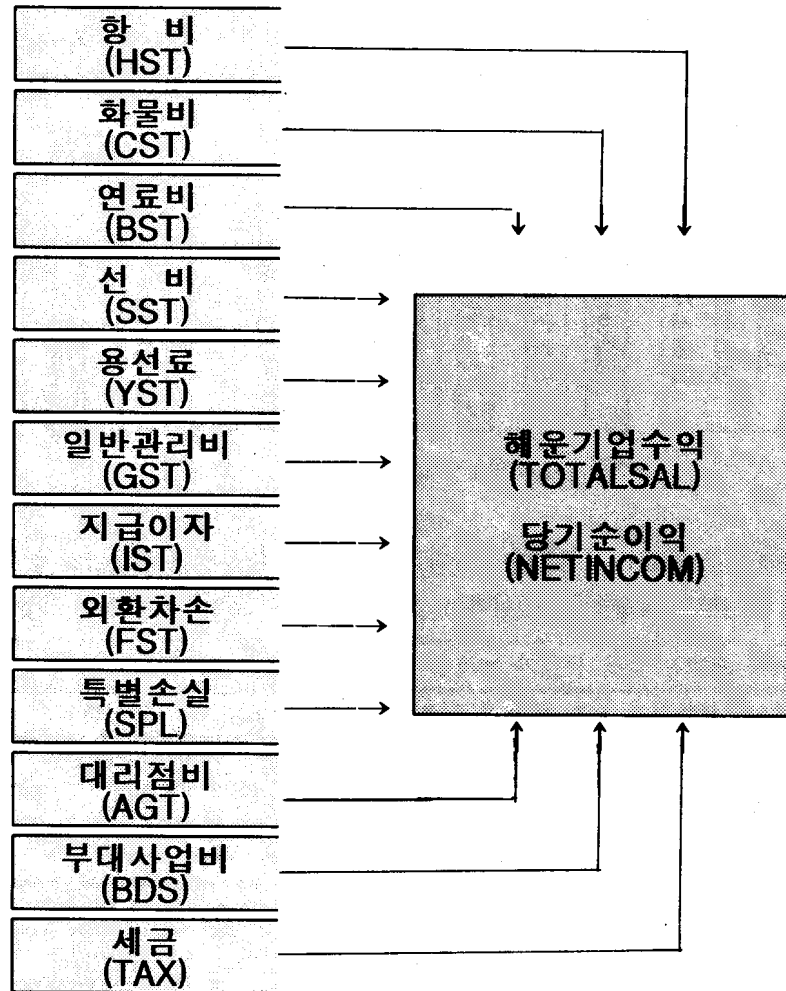 항 비
(HST)
화물비
(CST)
연료비
(BST)
선 비
(SST)
용선료
(YST)
일반관리비
(GST)
지급이자
(IST)
외환차손
(FST)
특별손실
(SPL)
대리점비
(AGT)
부대사업비
(BDS)
세금
(TAX)
해운기업수익
(TOTALSAL)
당기순이익
(NETINCOM)